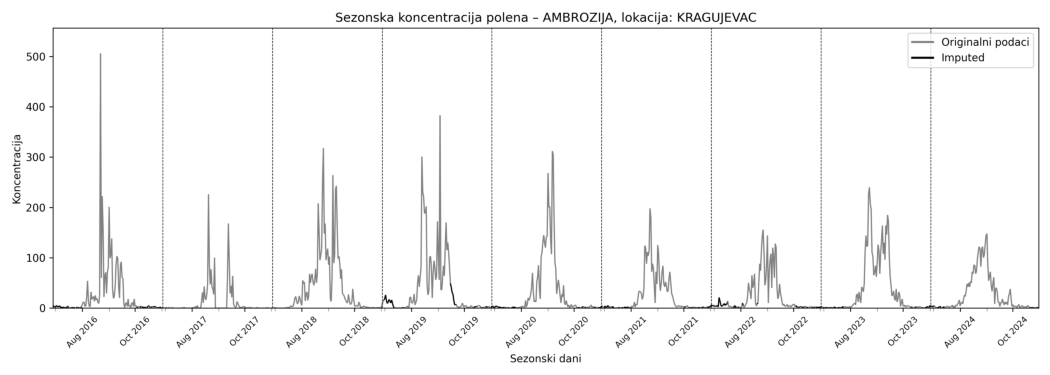 Sezonska koncentracija polena – AMBROZIJA, lokacija: KRAGUJEVAC
Originalni podaci
Imputed
Koncentracija
500
400
300
200
100
0
Aug 2016
Oct 2016
Aug 2017
Oct 2017
Aug 2018
Oct 2018
Aug 2019
Oct 2019
Aug 2020
Oct 2020
Aug 2021
Oct 2021
Aug 2022
Oct 2022
Aug 2023
Oct 2023
Aug 2024
Oct 2024
Sezonski dani